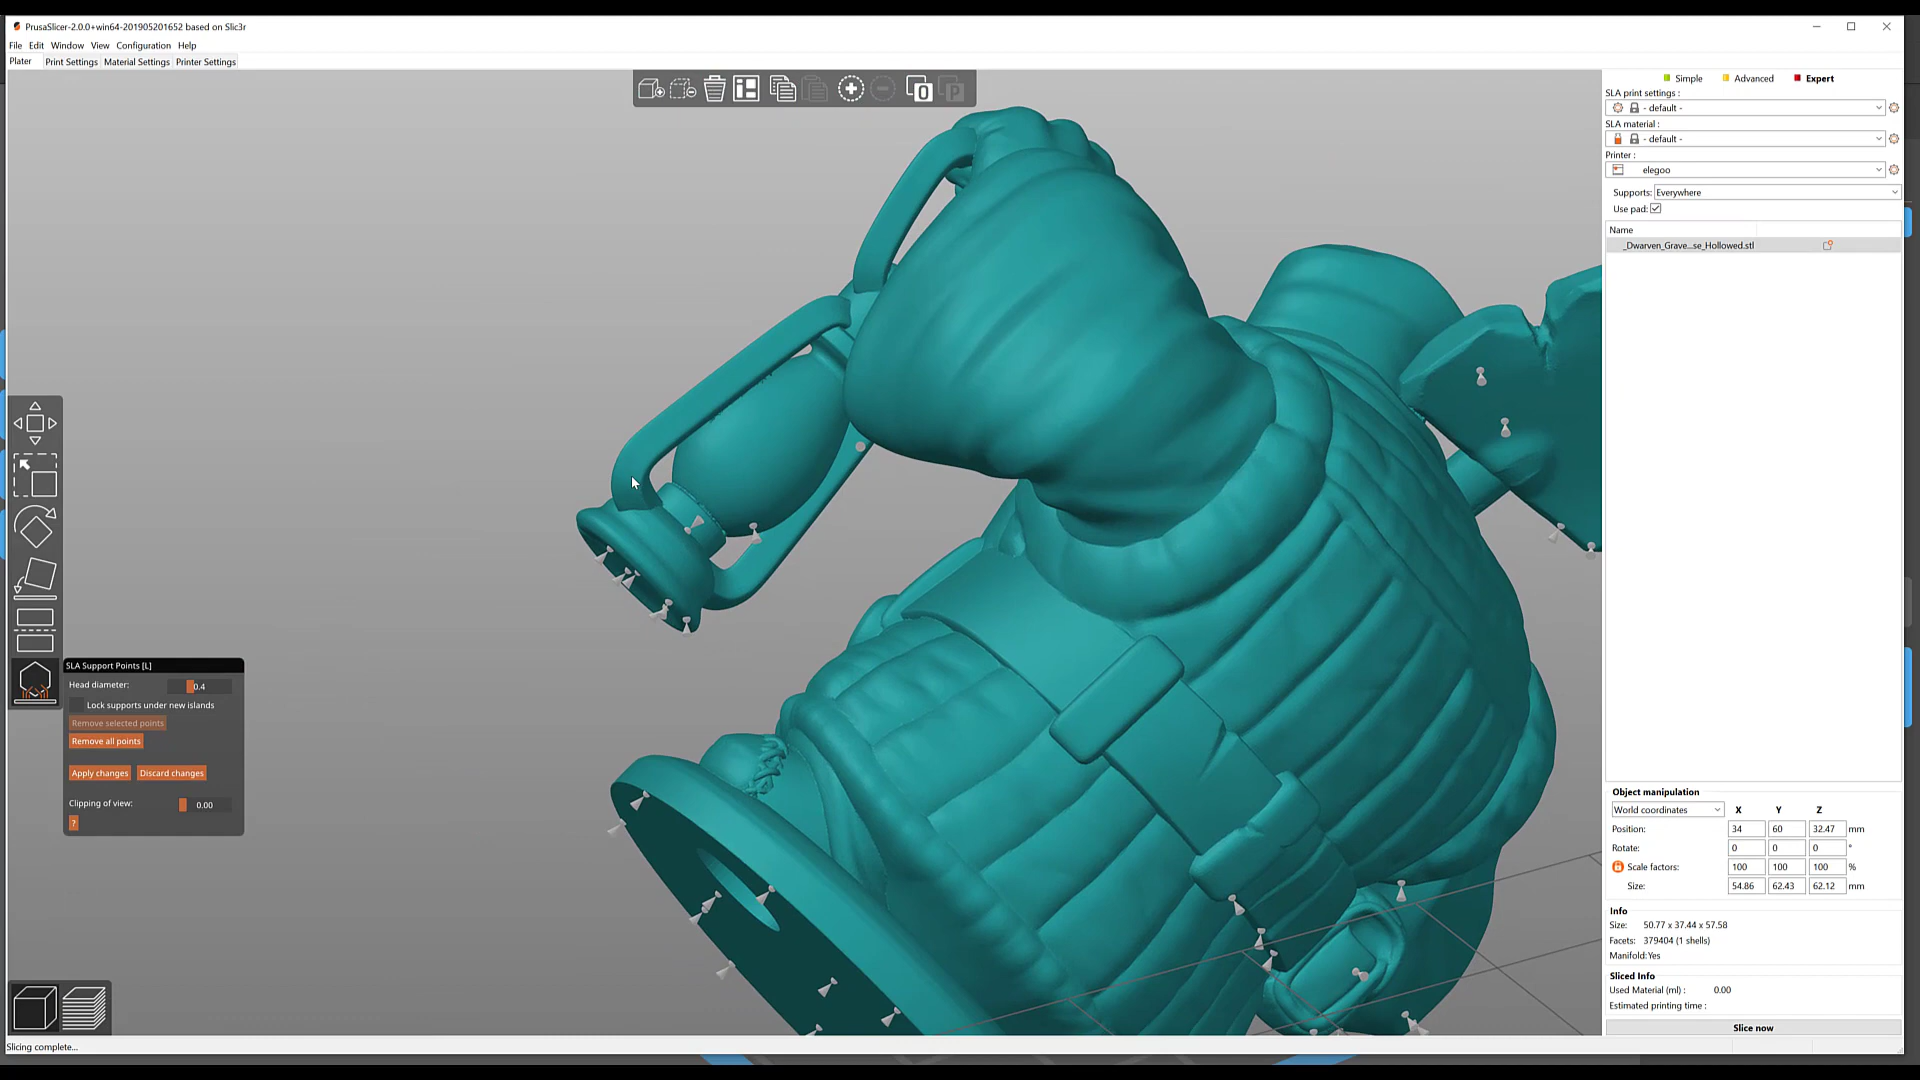 PrusaSlicer-2.0.0+win64-201905201652 based on Slic3r
File Edit Window View Configuration Help
Plater Print Settings Material Settings Printer Settings
Simple Advanced Expert
SLA print settings :
- default -
SLA material :
- default -
Printer :
elegoo
Supports: Everywhere
Use pad:
Name
_Dwarven_Grave...se_Hollowed.stl
SLA Support Points [L]
Head diameter: 0.4
Lock supports under new islands
Remove selected points
Remove all points
Apply changes Discard changes
Clipping of view: 0.00
?
Object manipulation
World coordinates X Y Z
Position: 34 60 32.47 mm
Rotate: 0 0 0 °
Scale factors: 100 100 100 %
Size: 54.86 62.43 62.12 mm
Info
Size: 50.77 x 37.44 x 57.58
Facets: 379404 (1 shells)
Manifold: Yes
Sliced Info
Used Material (ml) : 0.00
Estimated printing time :
Slice now
Slicing complete...